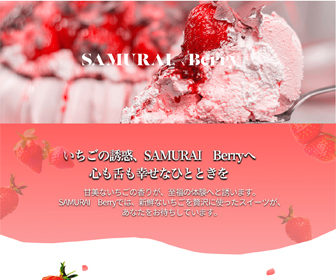 SAMURAI Berry
いちごの誘惑、SAMURAI　Berryへ
心も舌も幸せなひとときを
甘美ないちごの香りが、至福の体験へと誘います。
SAMURAI　Berryでは、新鮮ないちごを贅沢に使ったスイーツが、
あなたをお待ちしています。